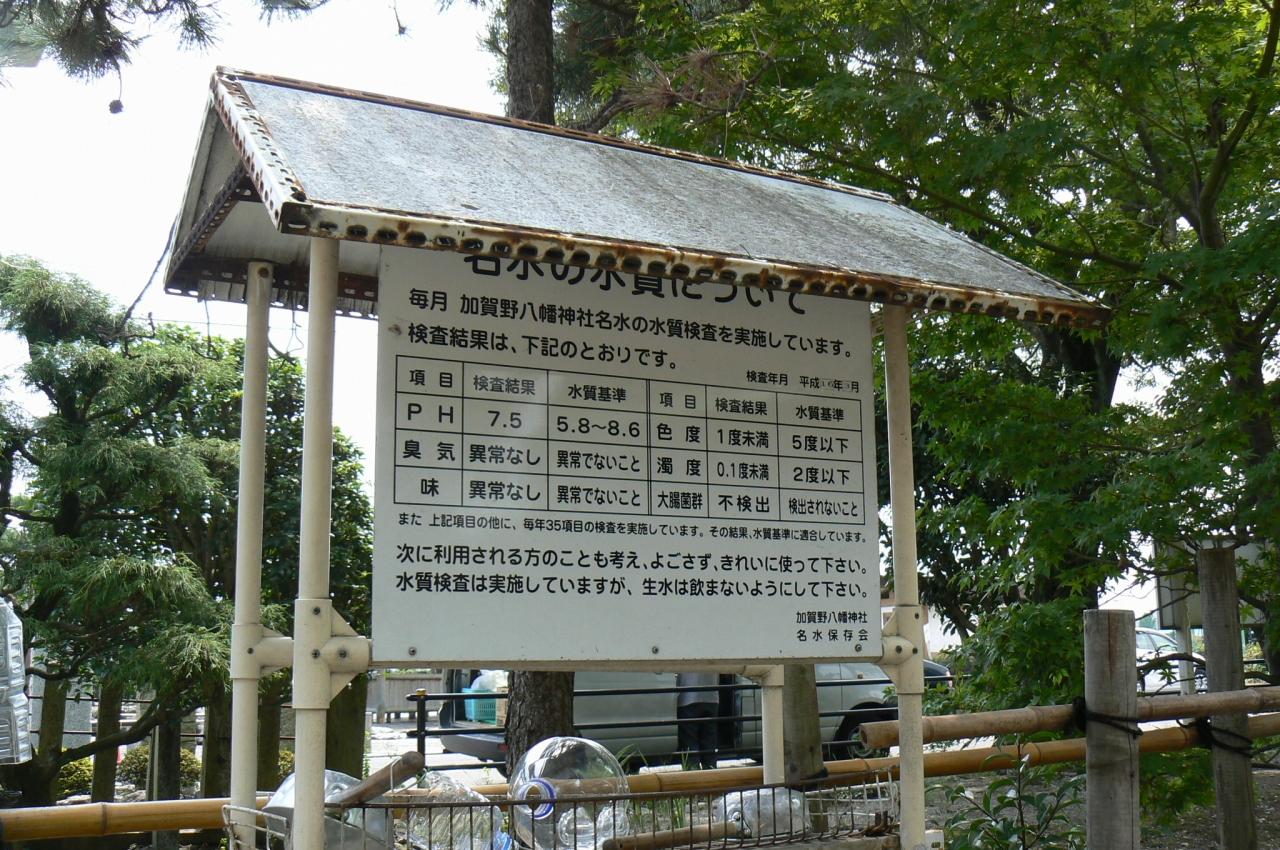 名水の水質について
毎月 加賀野八幡神社名水の水質検査を実施しています。
検査結果は、下記のとおりです。
検査年月 平成16年 月
項目 検査結果 水質基準 項目 検査結果 水質基準
PH 7.5 5.8〜8.6 色度 1度未満 5度以下
臭気 異常なし 異常でないこと 濁度 0.1度未満 2度以下
味 異常なし 異常でないこと 大腸菌群 不検出 検出されないこと
また 上記項目の他に、毎年35項目の検査を実施しています。その結果、水質基準に適合しています。
次に利用される方のことも考え、よごさず、きれいに使って下さい。
水質検査は実施していますが、生水は飲まないようにして下さい。
加賀野八幡神社
名水保存会